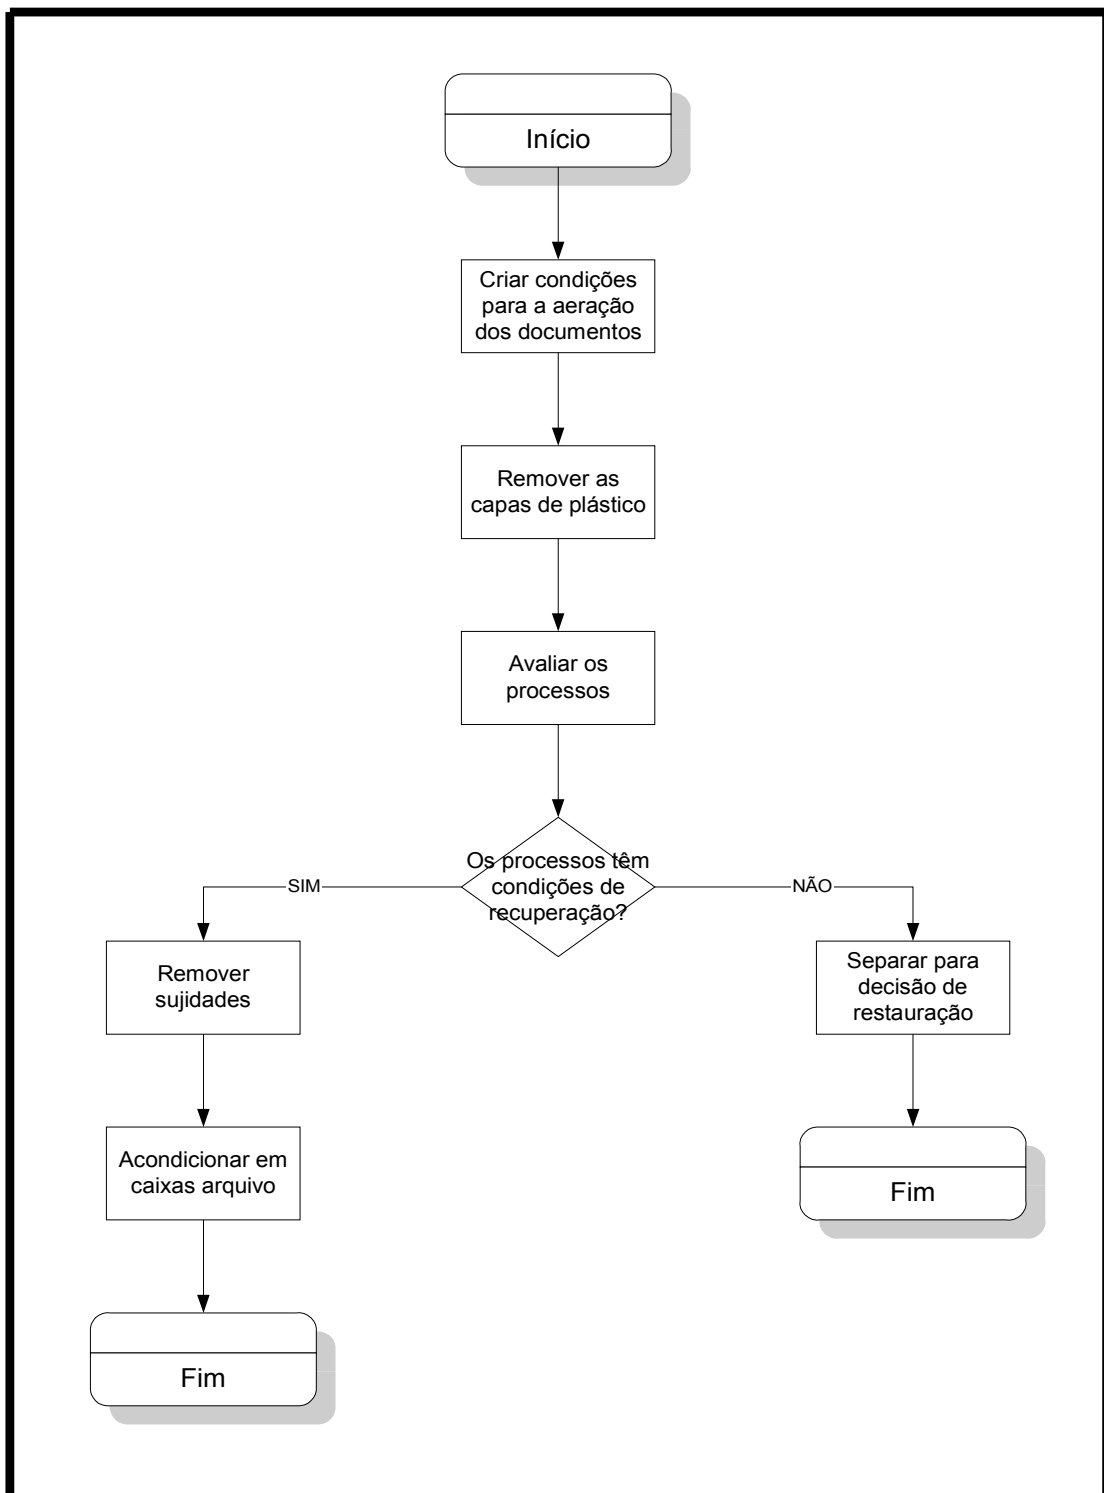 Início
Criar condições
para a aeração
dos documentos
Remover as
capas de plástico
Avaliar os
processos
Os processos têm
condições de
recuperação?
SIM
NÃO
Remover
sujidades
Separar para
decisão de
restauração
Acondicionar em
caixas arquivo
Fim
Fim